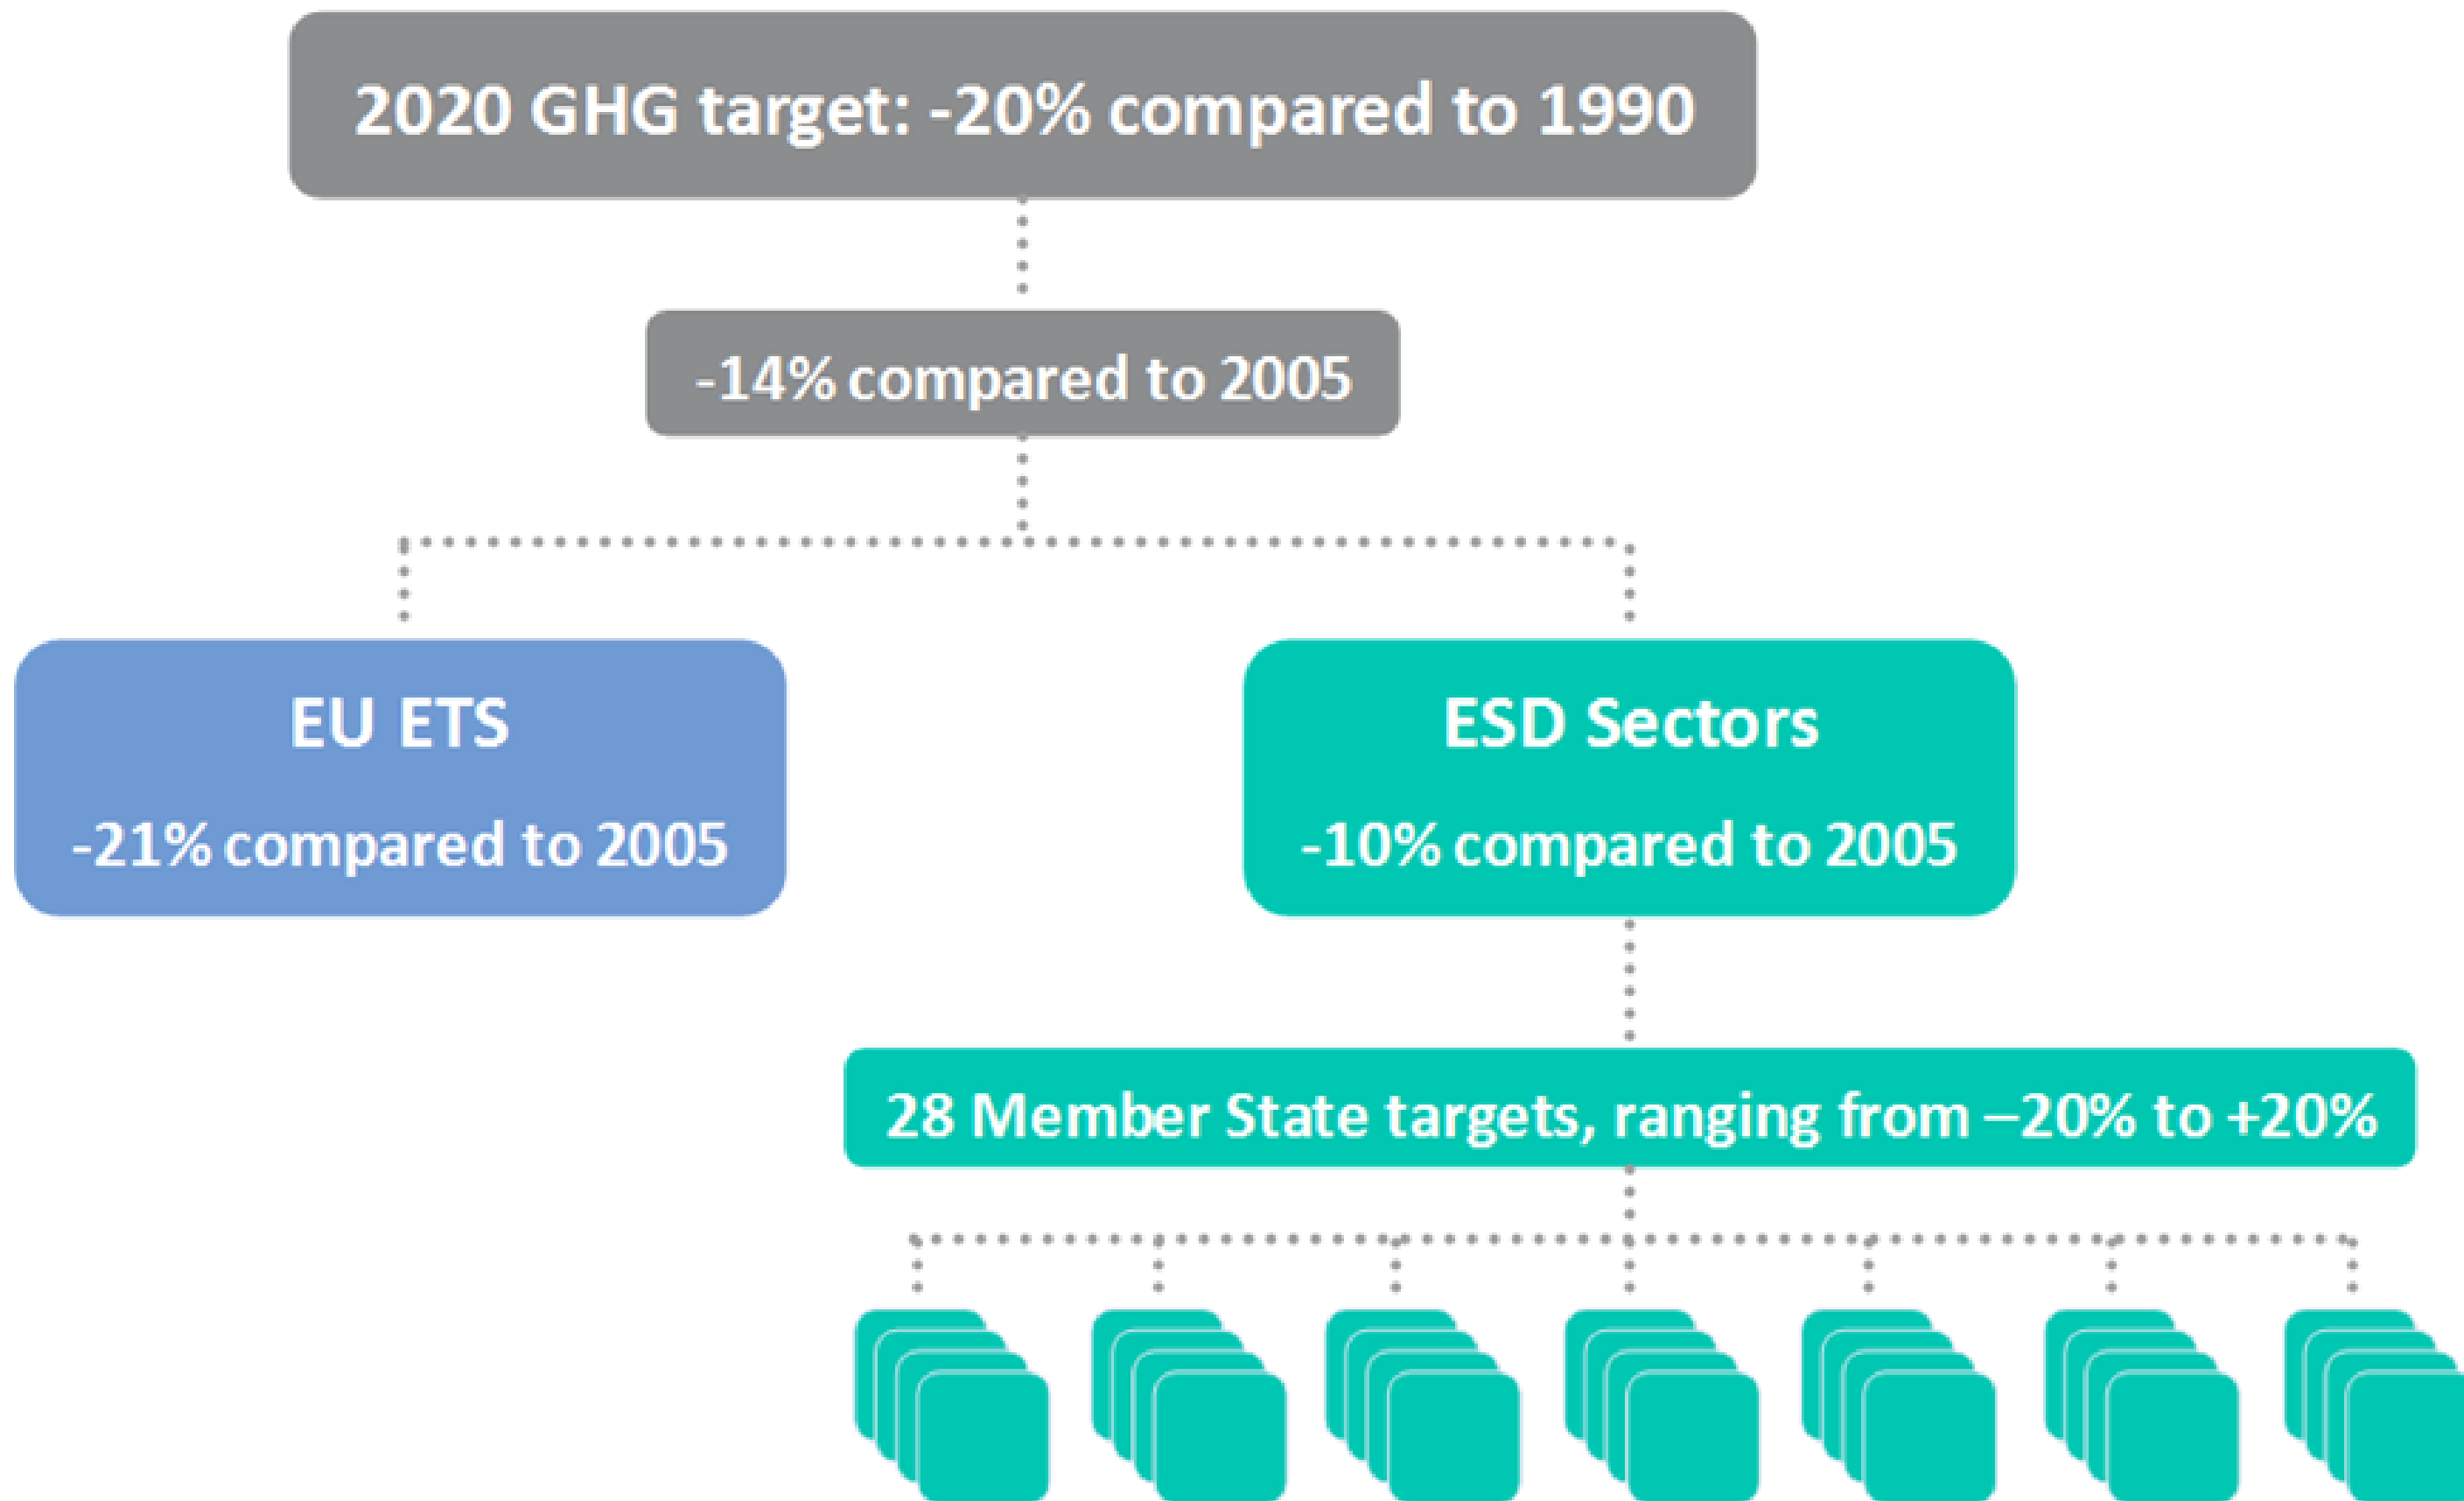 2020 GHG target: -20% compared to 1990
-14% compared to 2005
EU ETS
-21% compared to 2005
ESD Sectors
-10% compared to 2005
28 Member State targets, ranging from –20% to +20%